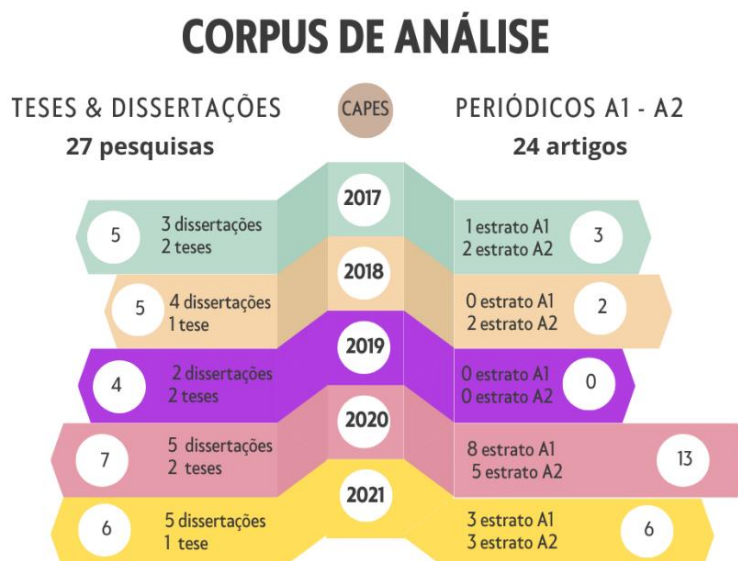 CORPUS DE ANÁLISE
TESES & DISSERTAÇÕES
27 pesquisas
CAPES
PERIÓDICOS A1 - A2
24 artigos
2017
5
3 dissertações
2 teses
1 estrato A1
2 estrato A2
3
2018
5
4 dissertações
1 tese
0 estrato A1
2 estrato A2
2
2019
4
2 dissertações
2 teses
0 estrato A1
0 estrato A2
0
2020
7
5 dissertações
2 teses
8 estrato A1
5 estrato A2
13
2021
6
5 dissertações
1 tese
3 estrato A1
3 estrato A2
6